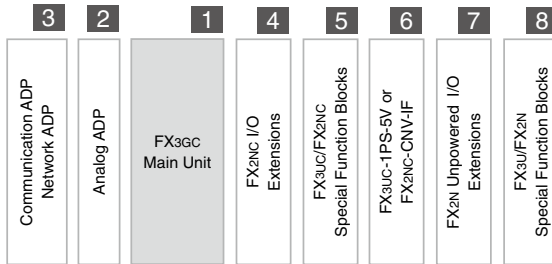 3
2
1
4
5
6
7
8
Communication ADP
Network ADP
Analog ADP
FX3GC
Main Unit
FX2NC I/O
Extensions
FX3UC/FX2NC
Special Function Blocks
FX3UC-1PS-5V or
FX2NC-CNV-IF
FX2N Unpowered I/O
Extensions
FX3U/FX2N
Special Function Blocks